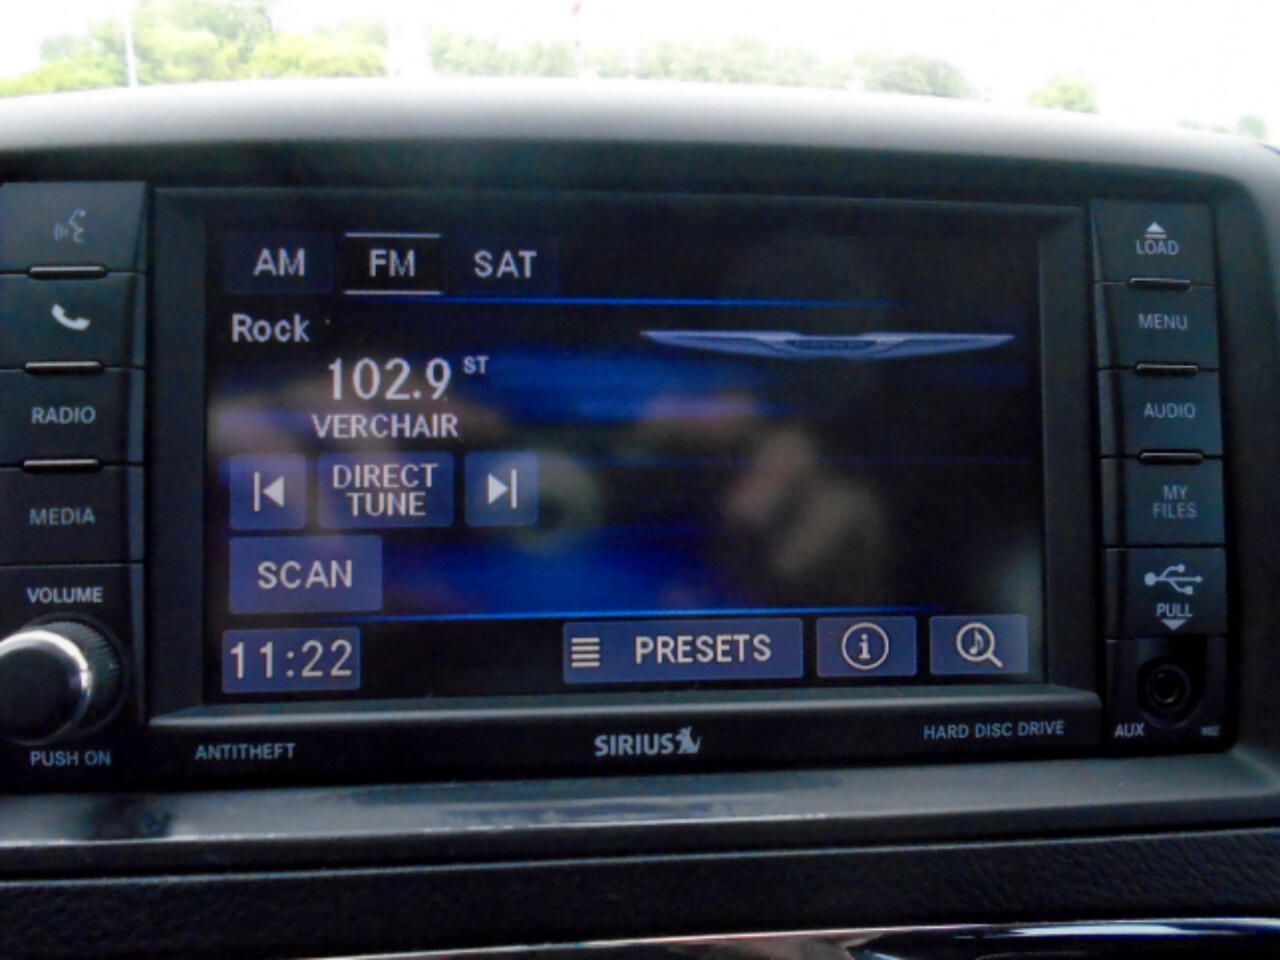 AM FM SAT
Rock
102.9 ST
VERCHAIR
DIRECT
TUNE
SCAN
11:22
PRESETS
i
RADIO
MEDIA
VOLUME
PUSH ON
LOAD
MENU
AUDIO
MY
FILES
PULL
AUX
ANTITHEFT
SIRIUS
HARD DISC DRIVE